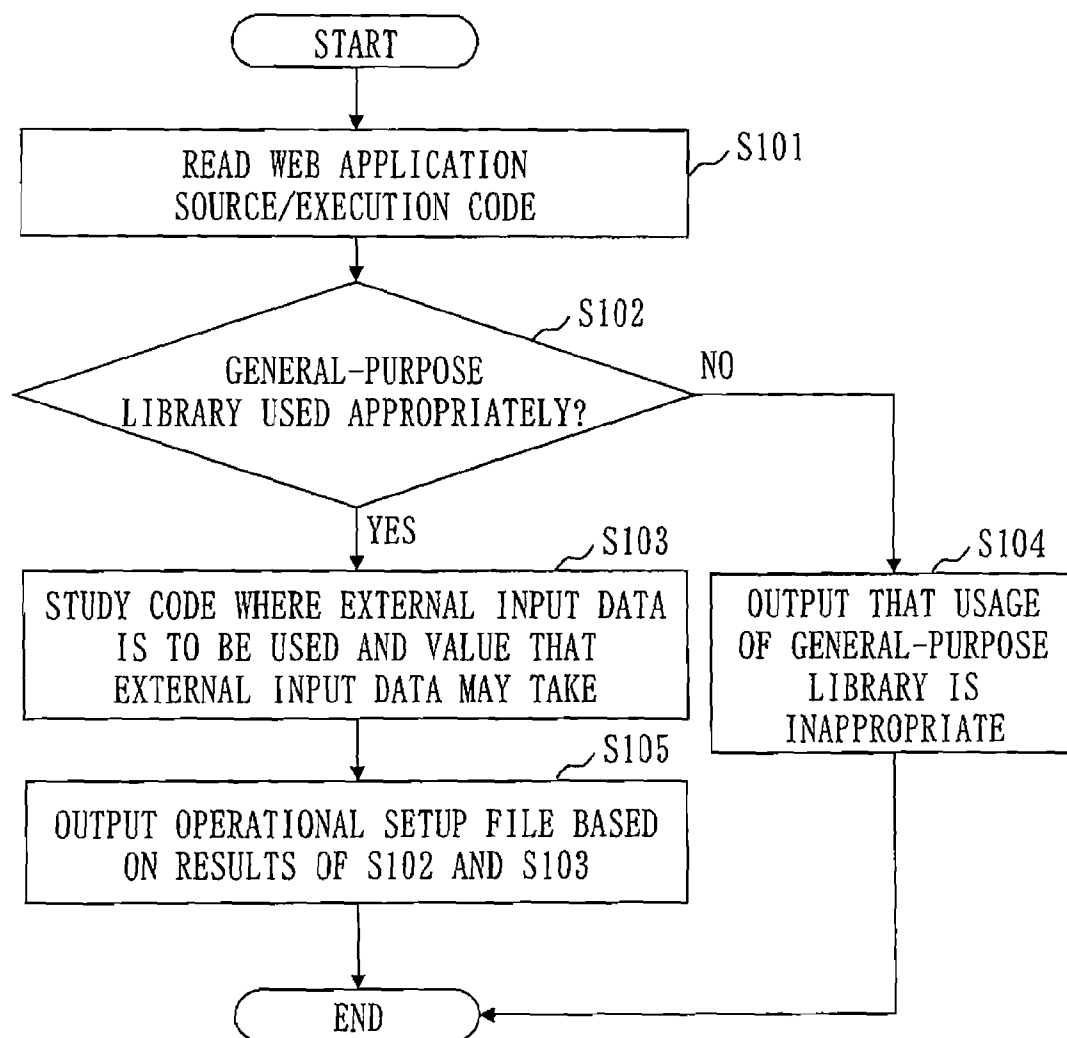 START
S101
READ WEB APPLICATION
SOURCE/EXECUTION CODE
S102
GENERAL-PURPOSE
LIBRARY USED APPROPRIATELY?
NO
YES
S103
STUDY CODE WHERE EXTERNAL INPUT DATA
IS TO BE USED AND VALUE THAT
EXTERNAL INPUT DATA MAY TAKE
S104
OUTPUT THAT USAGE
OF GENERAL-PURPOSE
LIBRARY IS
INAPPROPRIATE
S105
OUTPUT OPERATIONAL SETUP FILE BASED
ON RESULTS OF S102 AND S103
END